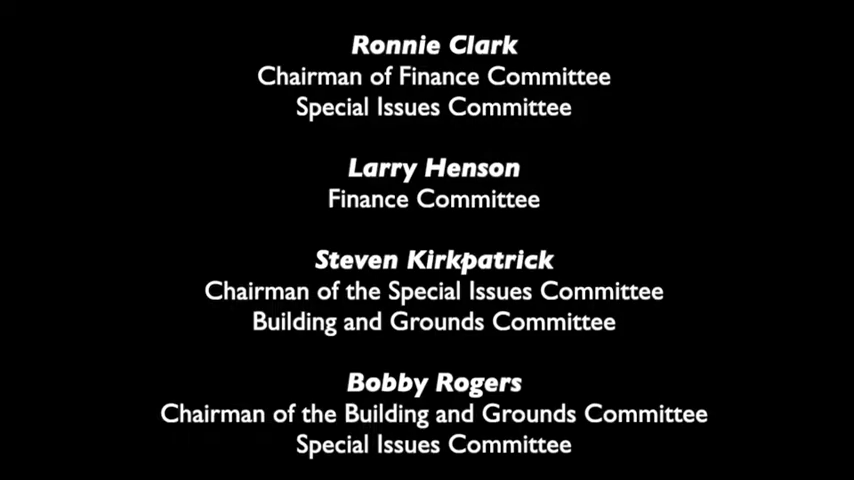 Ronnie Clark
Chairman of Finance Committee
Special Issues Committee
Larry Henson
Finance Committee
Steven Kirkpatrick
Chairman of the Special Issues Committee
Building and Grounds Committee
Bobby Rogers
Chairman of the Building and Grounds Committee
Special Issues Committee